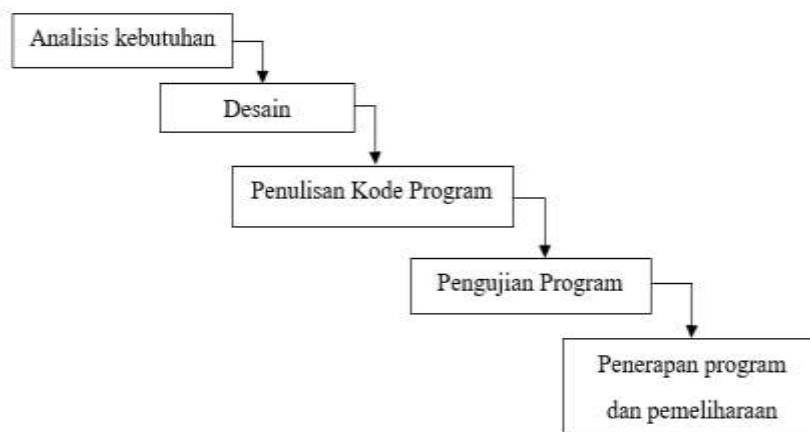 Analisis kebutuhan
Desain
Penulisan Kode Program
Pengujian Program
Penerapan program
dan pemeliharaan